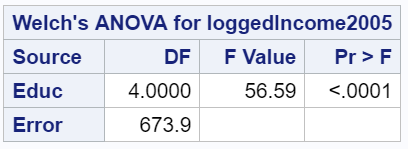 Welch's ANOVA for loggedIncome2005
Source DF F Value Pr > F
Educ 4.0000 56.59 <.0001
Error 673.9